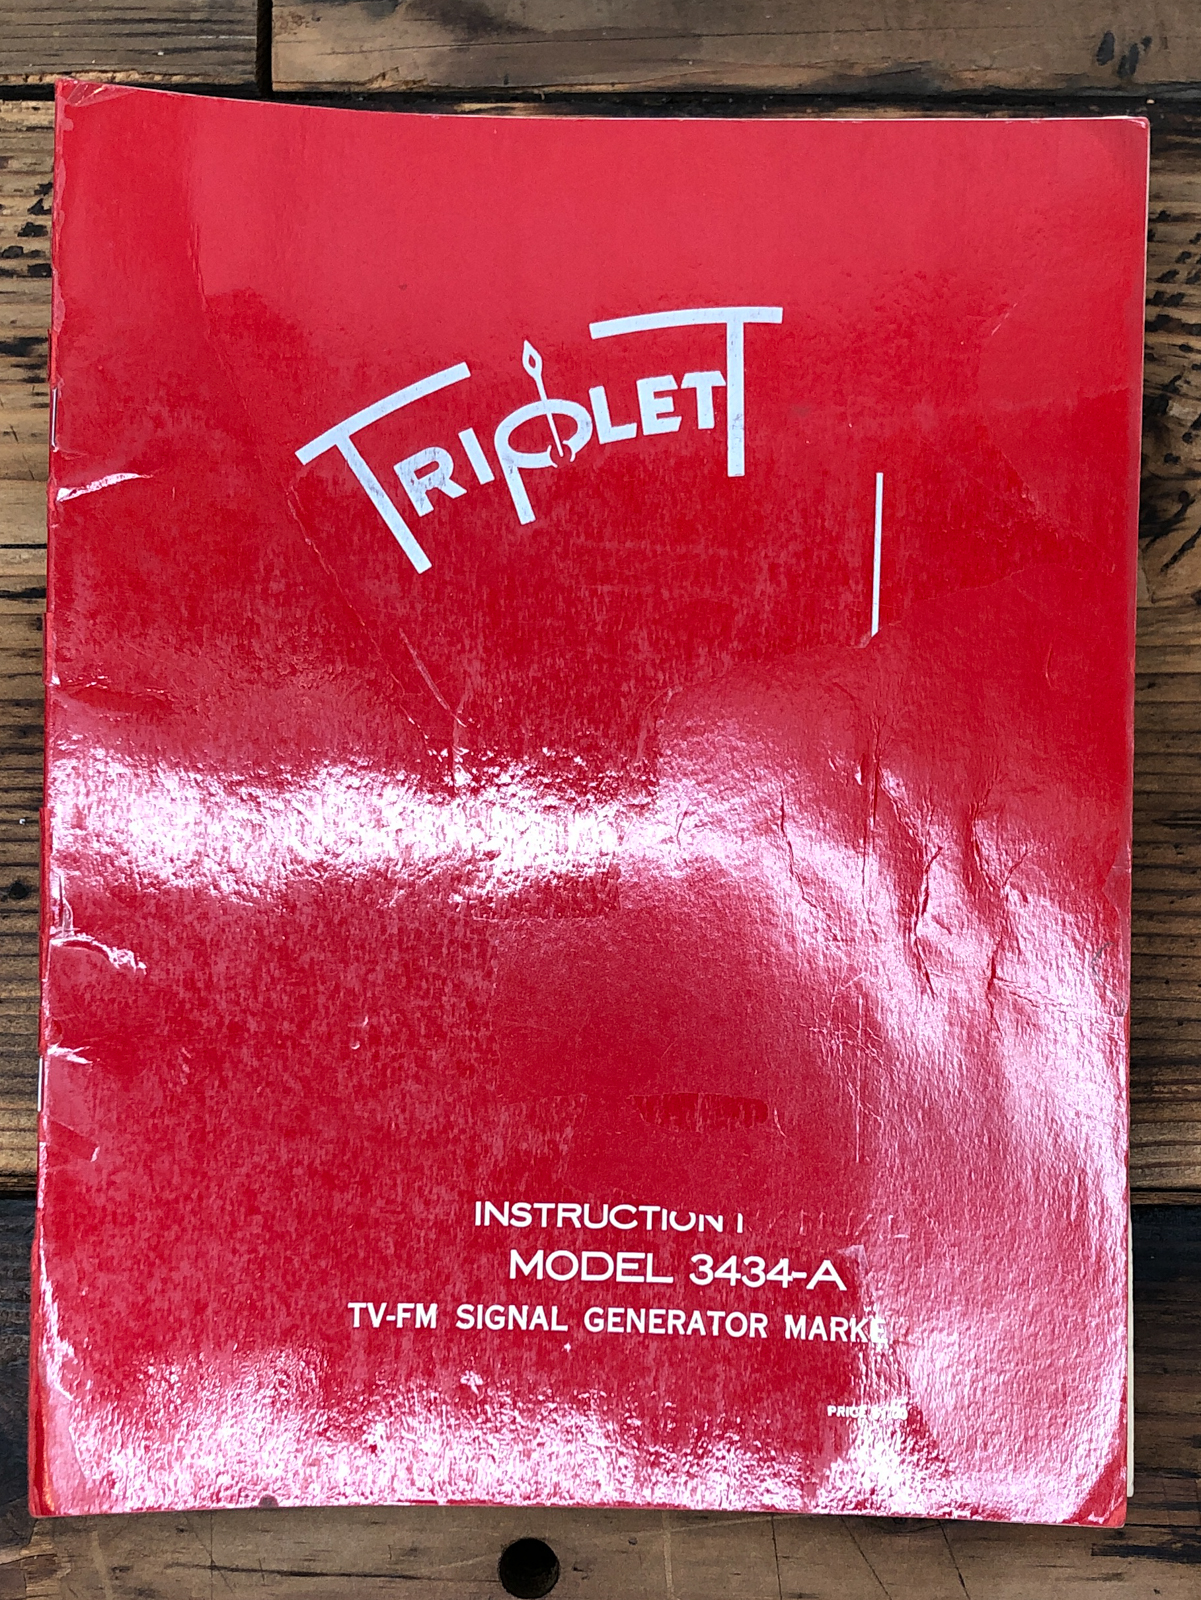 TRIPLETT
INSTRUCTION
MODEL 3434-A
TV-FM SIGNAL GENERATOR MARKE
PRICE